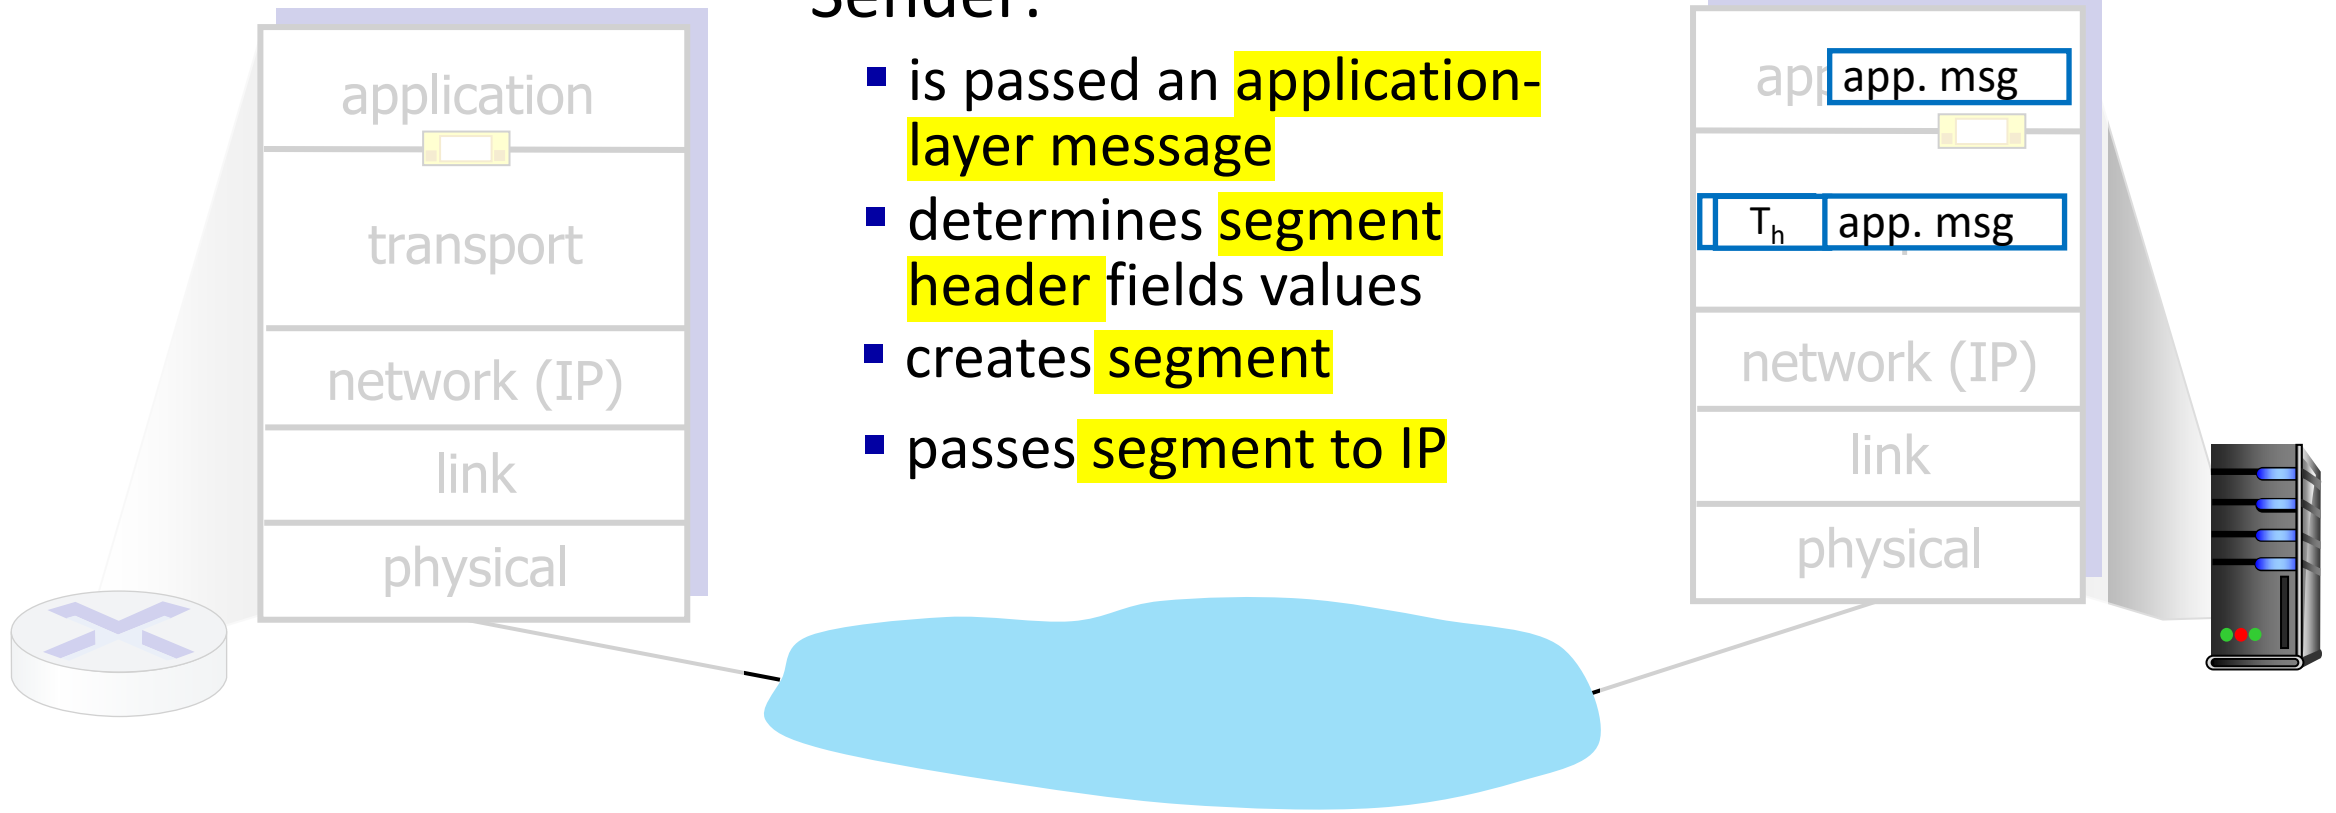 application
transport
network (IP)
link
physical
Sender:
is passed an application-
layer message
determines segment
header fields values
creates segment
passes segment to IP
app. msg
Th app. msg
network (IP)
link
physical